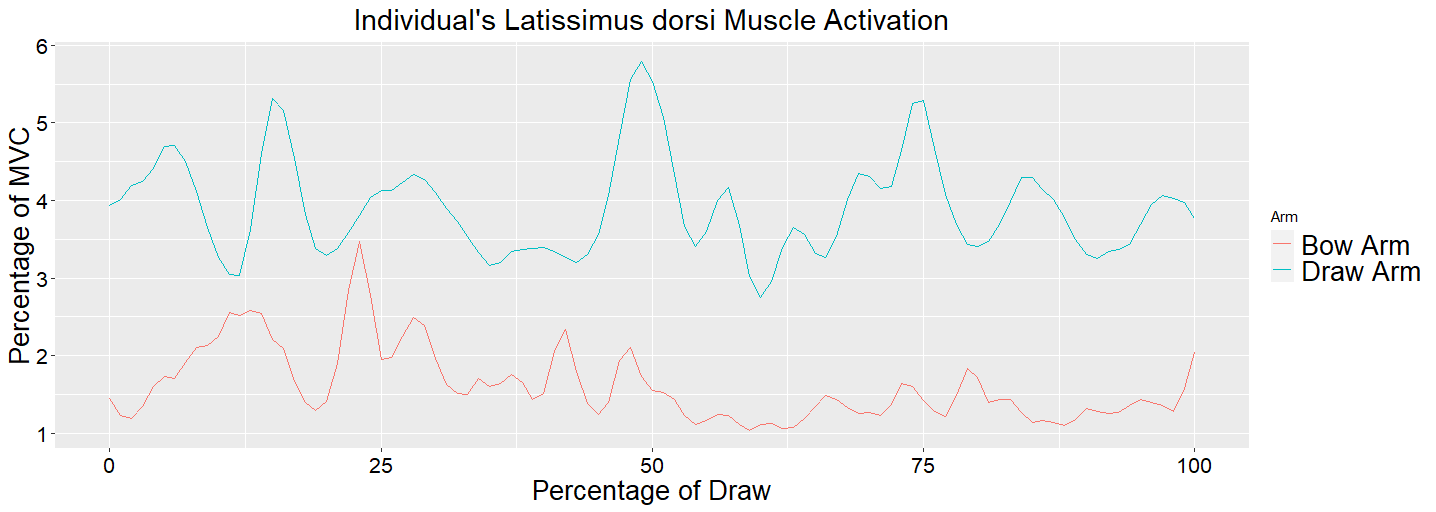 Individual's Latissimus dorsi Muscle Activation
Percentage of MVC
6
5
4
3
2
1
0 25 50 75 100
Percentage of Draw
Arm
Bow Arm
Draw Arm